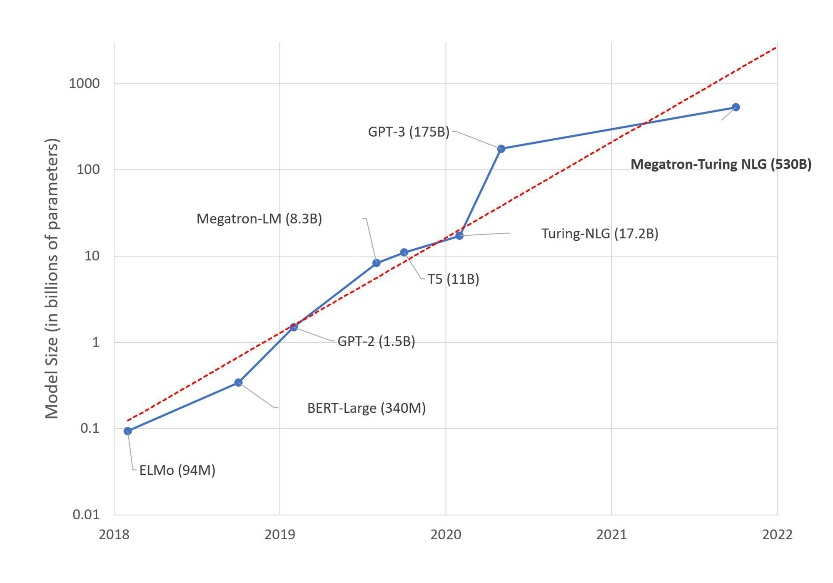 1000
GPT-3 (175B)
Megatron-Turing NLG (530B)
100
Megatron-LM (8.3B)
Turing-NLG (17.2B)
10
T5 (11B)
1
GPT-2 (1.5B)
BERT-Large (340M)
0.1
ELMo (94M)
0.01
Model Size (in billions of parameters)
2018 2019 2020 2021 2022